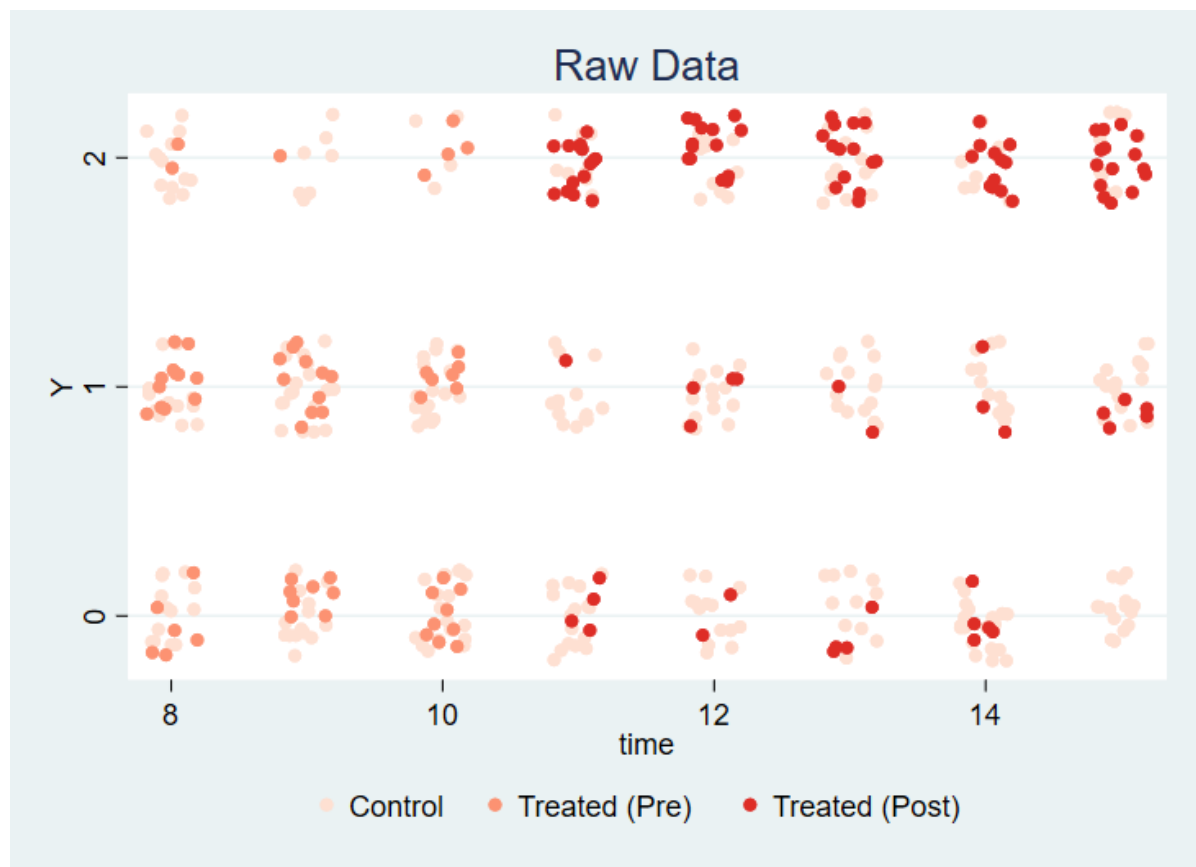 Raw Data
2
1
0
Y
8 10 12 14
time
Control Treated (Pre) Treated (Post)